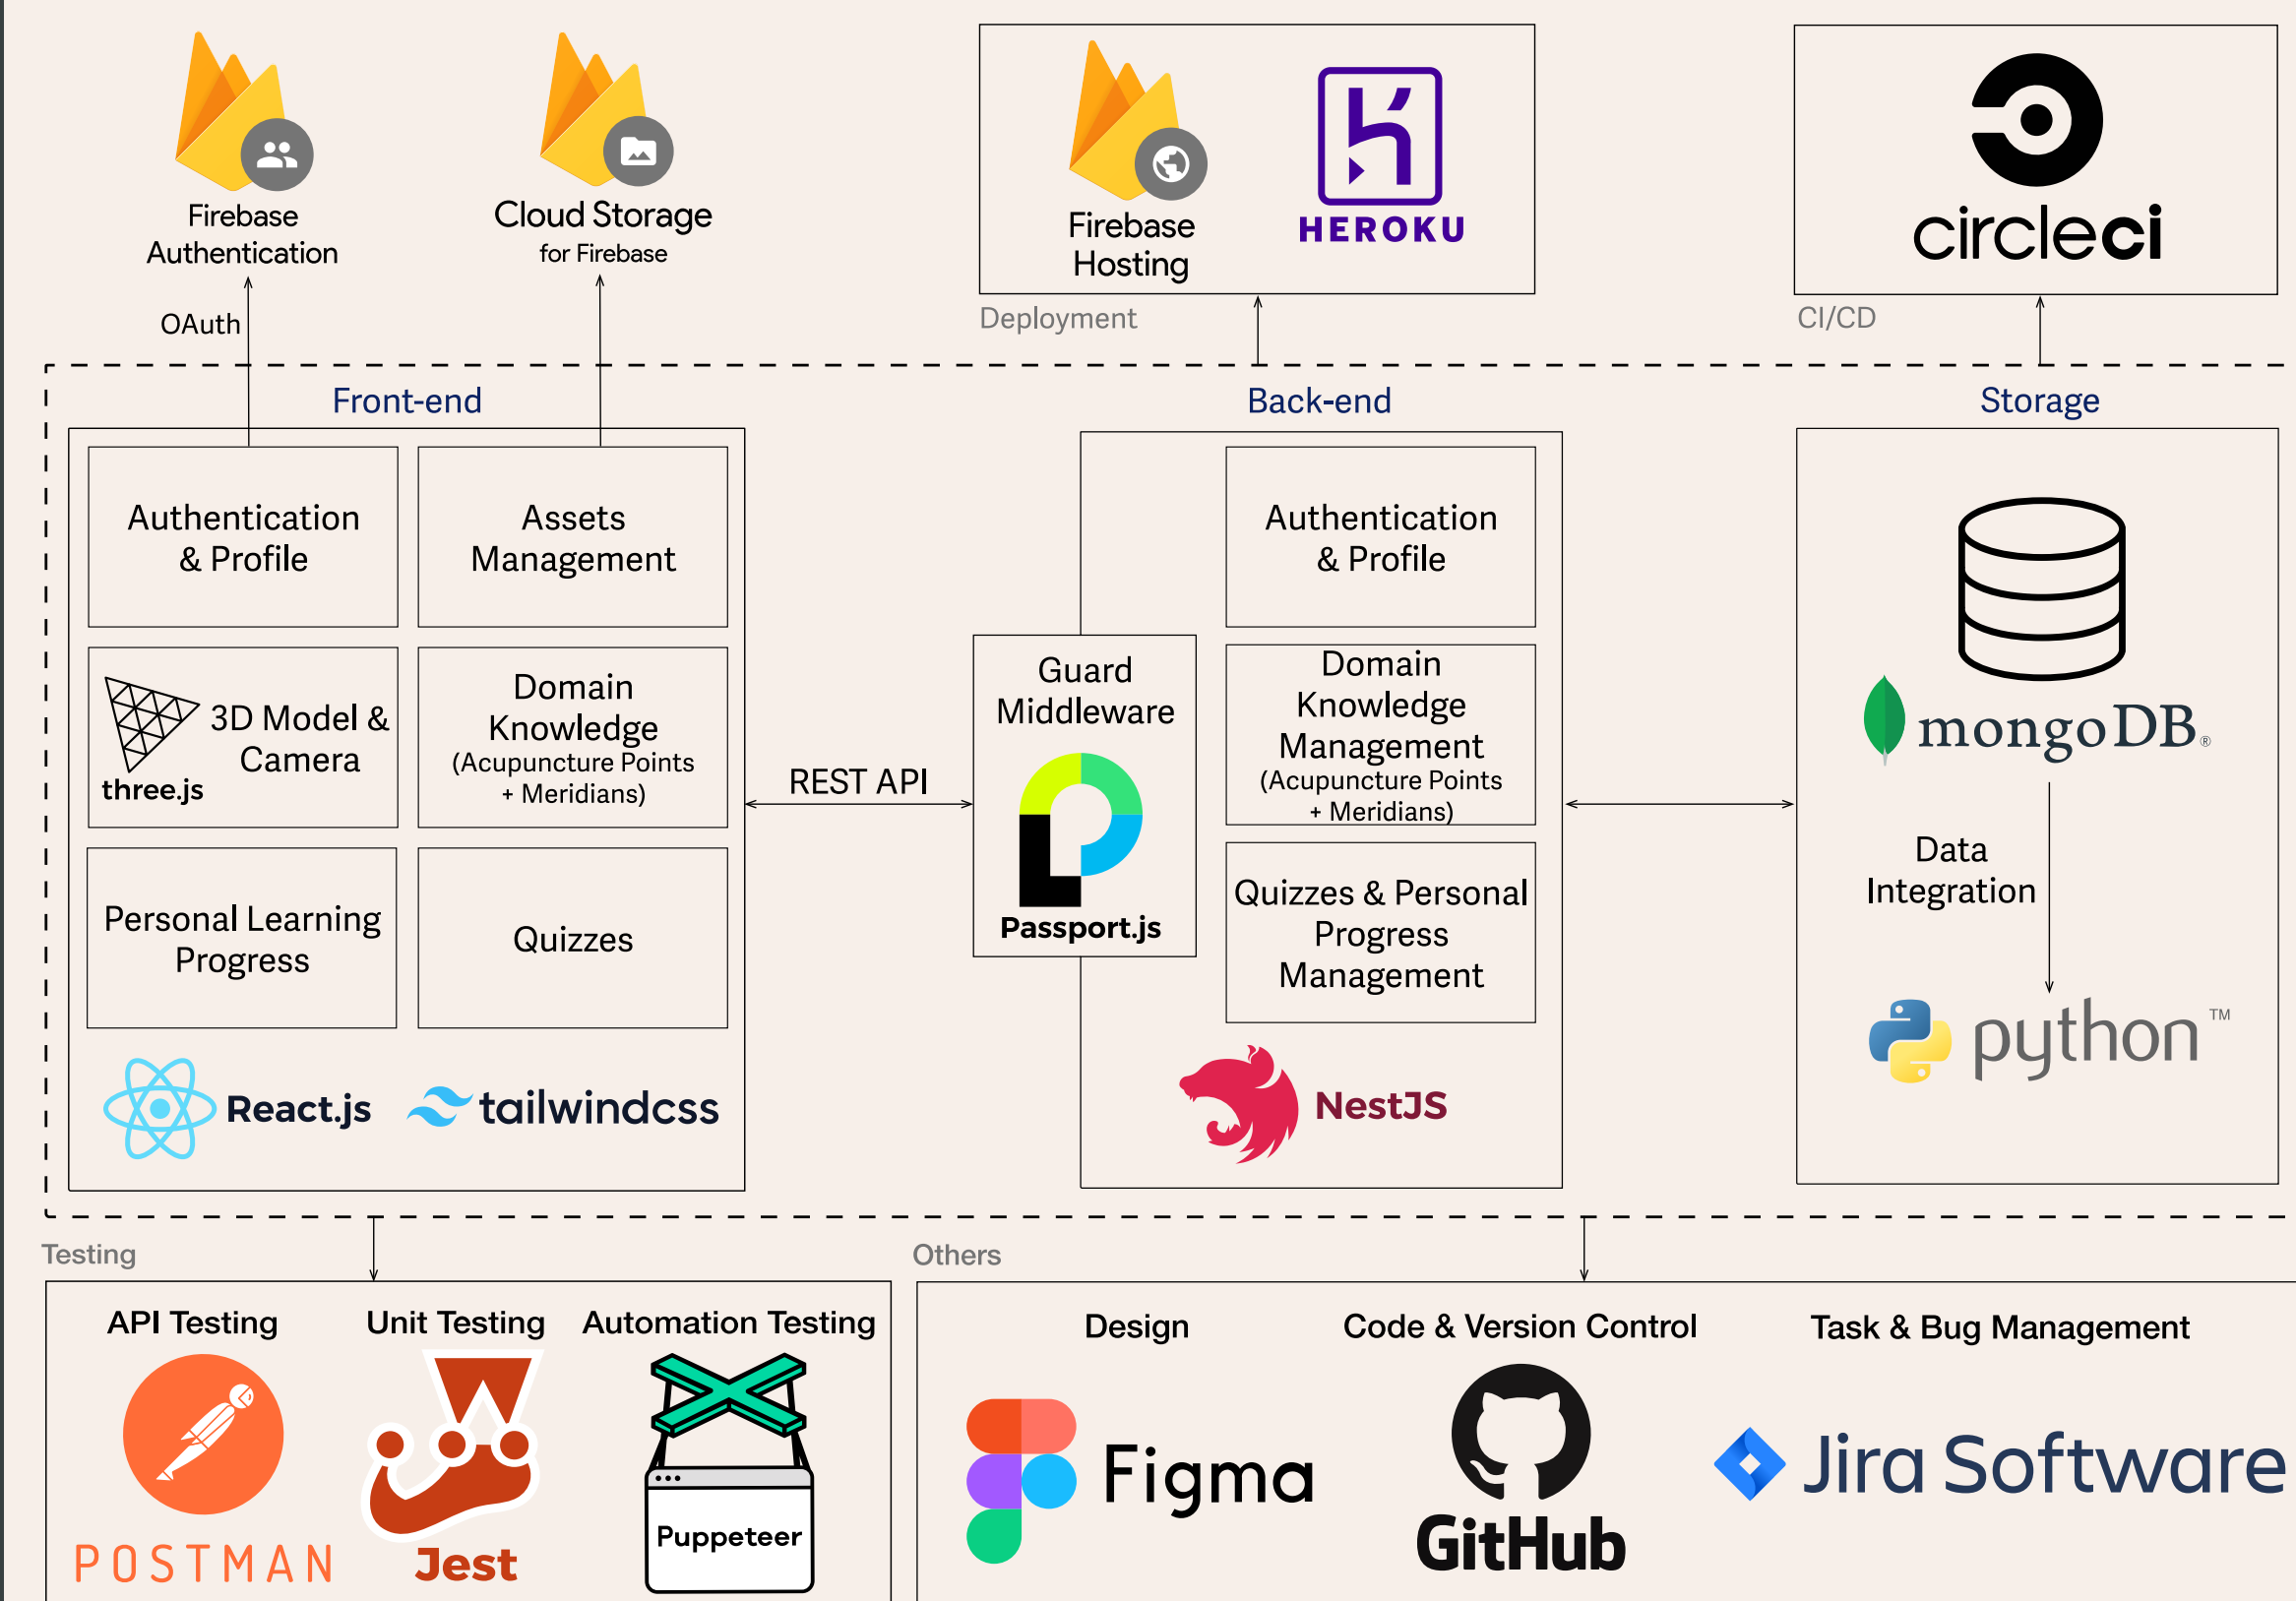 Firebase
Authentication
Cloud Storage
for Firebase
Firebase
Hosting
HEROKU
circleci
OAuth
Deployment
CI/CD
Front-end
Back-end
Storage
Authentication
& Profile
Assets
Management
3D Model &
Camera
three.js
Domain
Knowledge
(Acupuncture Points
+ Meridians)
Personal Learning
Progress
Quizzes
React.js
tailwindcss
REST API
Guard
Middleware
Passport.js
Authentication
& Profile
Domain
Knowledge
Management
(Acupuncture Points
+ Meridians)
Quizzes & Personal
Progress
Management
NestJS
mongoDB®
Data
Integration
python™
Testing
API Testing
Unit Testing
Automation Testing
POSTMAN
Jest
Puppeteer
Others
Design
Code & Version Control
Task & Bug Management
Figma
GitHub
Jira Software